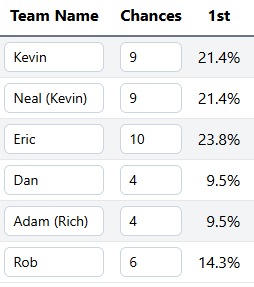 Team Name Chances 1st
Kevin 9 21.4%
Neal (Kevin) 9 21.4%
Eric 10 23.8%
Dan 4 9.5%
Adam (Rich) 4 9.5%
Rob 6 14.3%